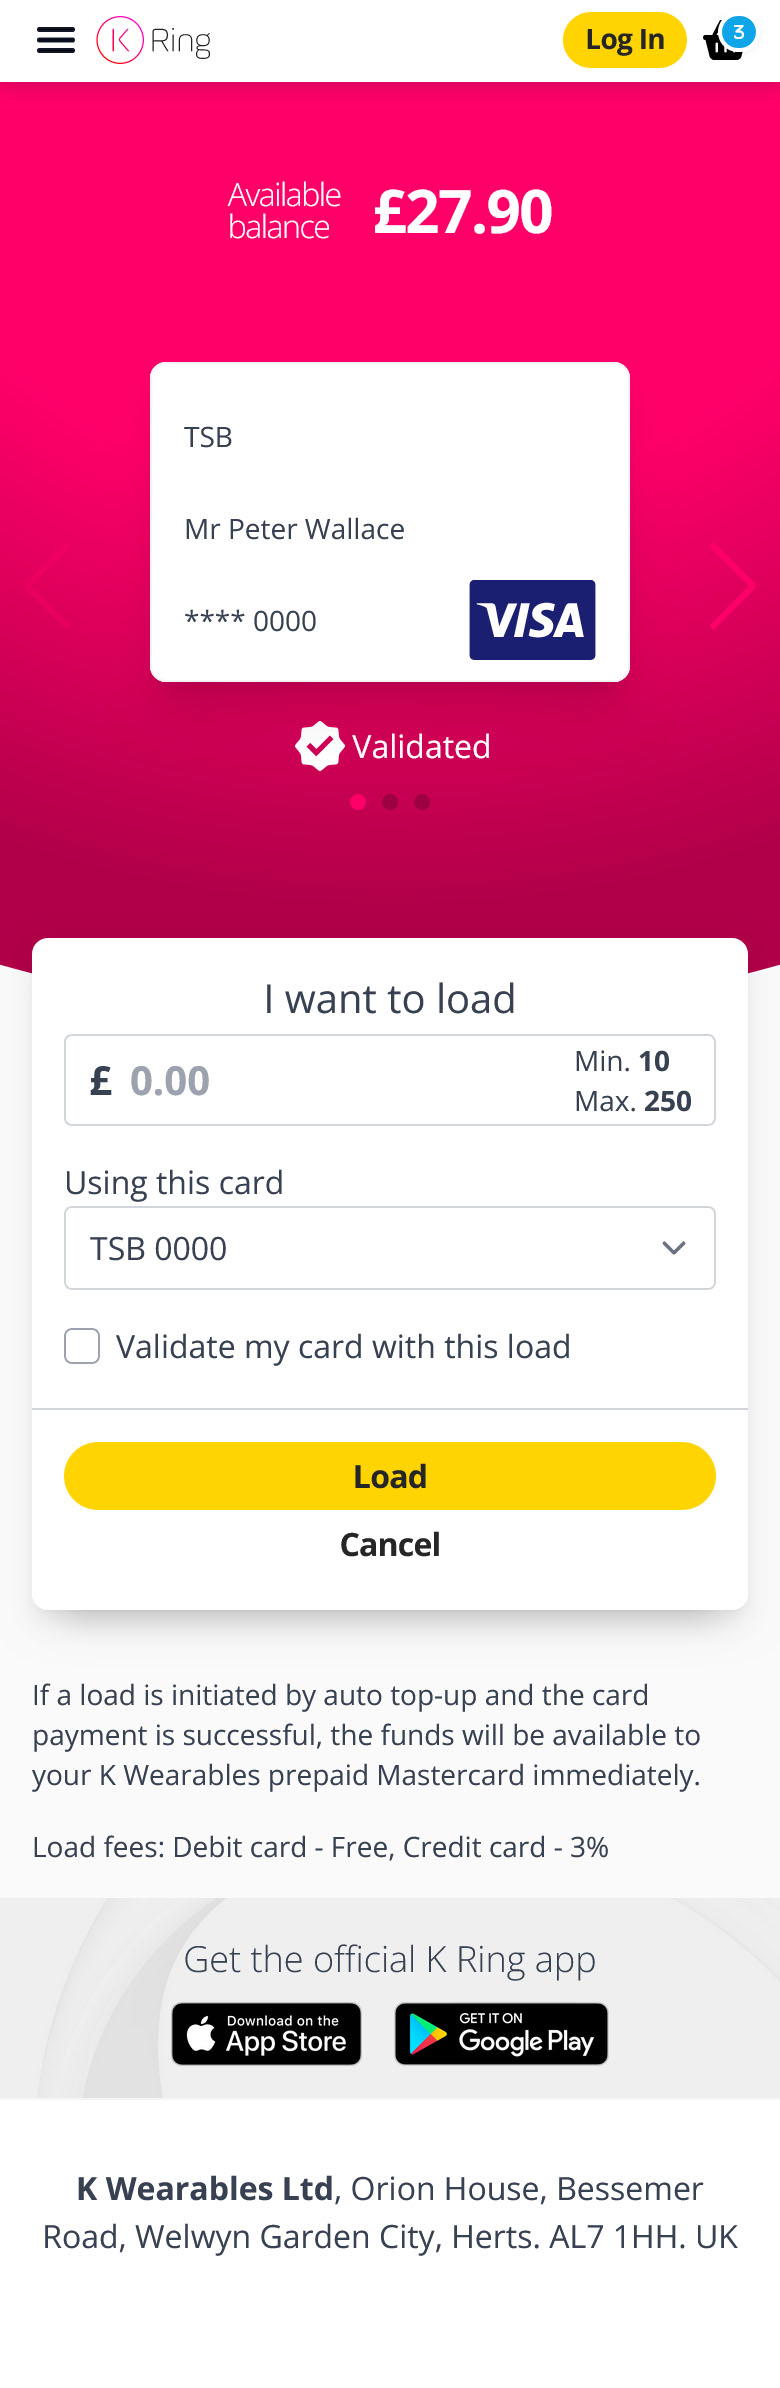 K Ring
Log In
3
Available
balance
£27.90
TSB
Mr Peter Wallace
**** 0000
VISA
Validated
I want to load
£ 0.00
Min. 10
Max. 250
Using this card
TSB 0000
Validate my card with this load
Load
Cancel
If a load is initiated by auto top-up and the card
payment is successful, the funds will be available to
your K Wearables prepaid Mastercard immediately.
Load fees: Debit card - Free, Credit card - 3%
Get the official K Ring app
Download on the
App Store
GET IT ON
Google Play
K Wearables Ltd, Orion House, Bessemer
Road, Welwyn Garden City, Herts. AL7 1HH. UK